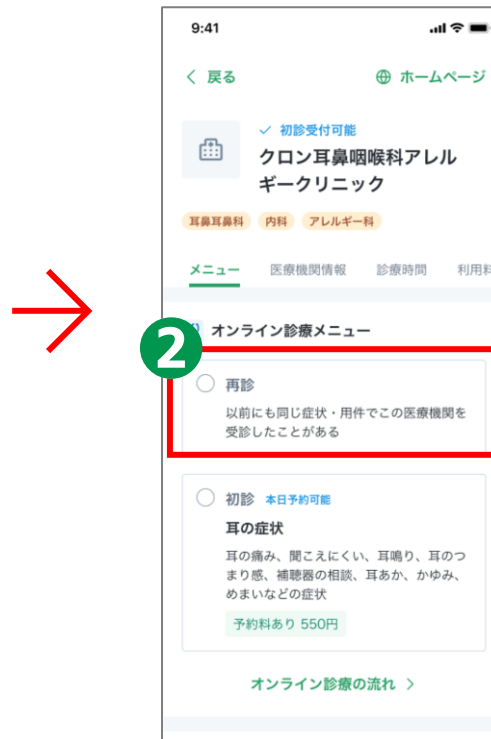 9:41
戻る
ホームページ
初診受付可能
クロン耳鼻咽喉科アレル
ギークリニック
耳鼻耳鼻科 内科 アレルギー科
メニュー 医療機関情報 診療時間 利用料
オンライン診療メニュー
2
再診
以前にも同じ症状・用件でこの医療機関を
受診したことがある
初診 本日予約可能
耳の症状
耳の痛み、聞こえにくい、耳鳴り、耳のつ
まり感、補聴器の相談、耳あか、かゆみ、
めまいなどの症状
予約料あり 550円
オンライン診療の流れ